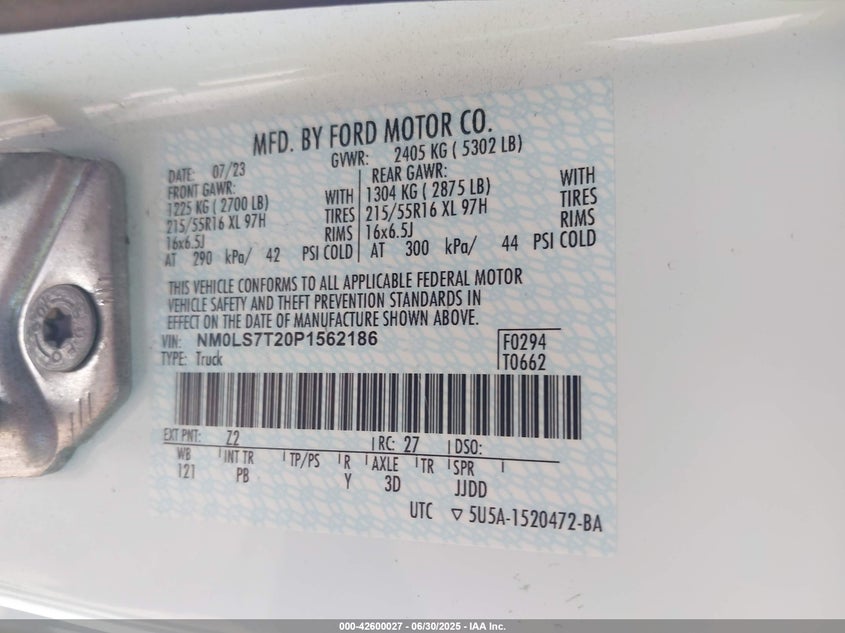 MFD. BY FORD MOTOR CO.
DATE: 07/23 GVWR: 2405 KG ( 5302 LB)
FRONT GAWR: REAR GAWR:
1225 KG ( 2700 LB) WITH 1304 KG ( 2875 LB) WITH
215/55R16 XL 97H TIRES 215/55R16 XL 97H TIRES
16x6.5J RIMS 16x6.5J RIMS
AT 290 kPa/ 42 PSI COLD AT 300 kPa/ 44 PSI COLD
THIS VEHICLE CONFORMS TO ALL APPLICABLE FEDERAL MOTOR
VEHICLE SAFETY AND THEFT PREVENTION STANDARDS IN
EFFECT ON THE DATE OF MANUFACTURE SHOWN ABOVE.
VIN: NM0LS7T20P1562186 F0294
TYPE: Truck T0662
EXT PNT: Z2 RC: 27 DSO:
WB INT TR TP/PS R AXLE TR SPR
121 PB Y 3D JJDD
UTC ▽ 5U5A-1520472-BA
000-42600027 - 06/30/2025 - IAA Inc.